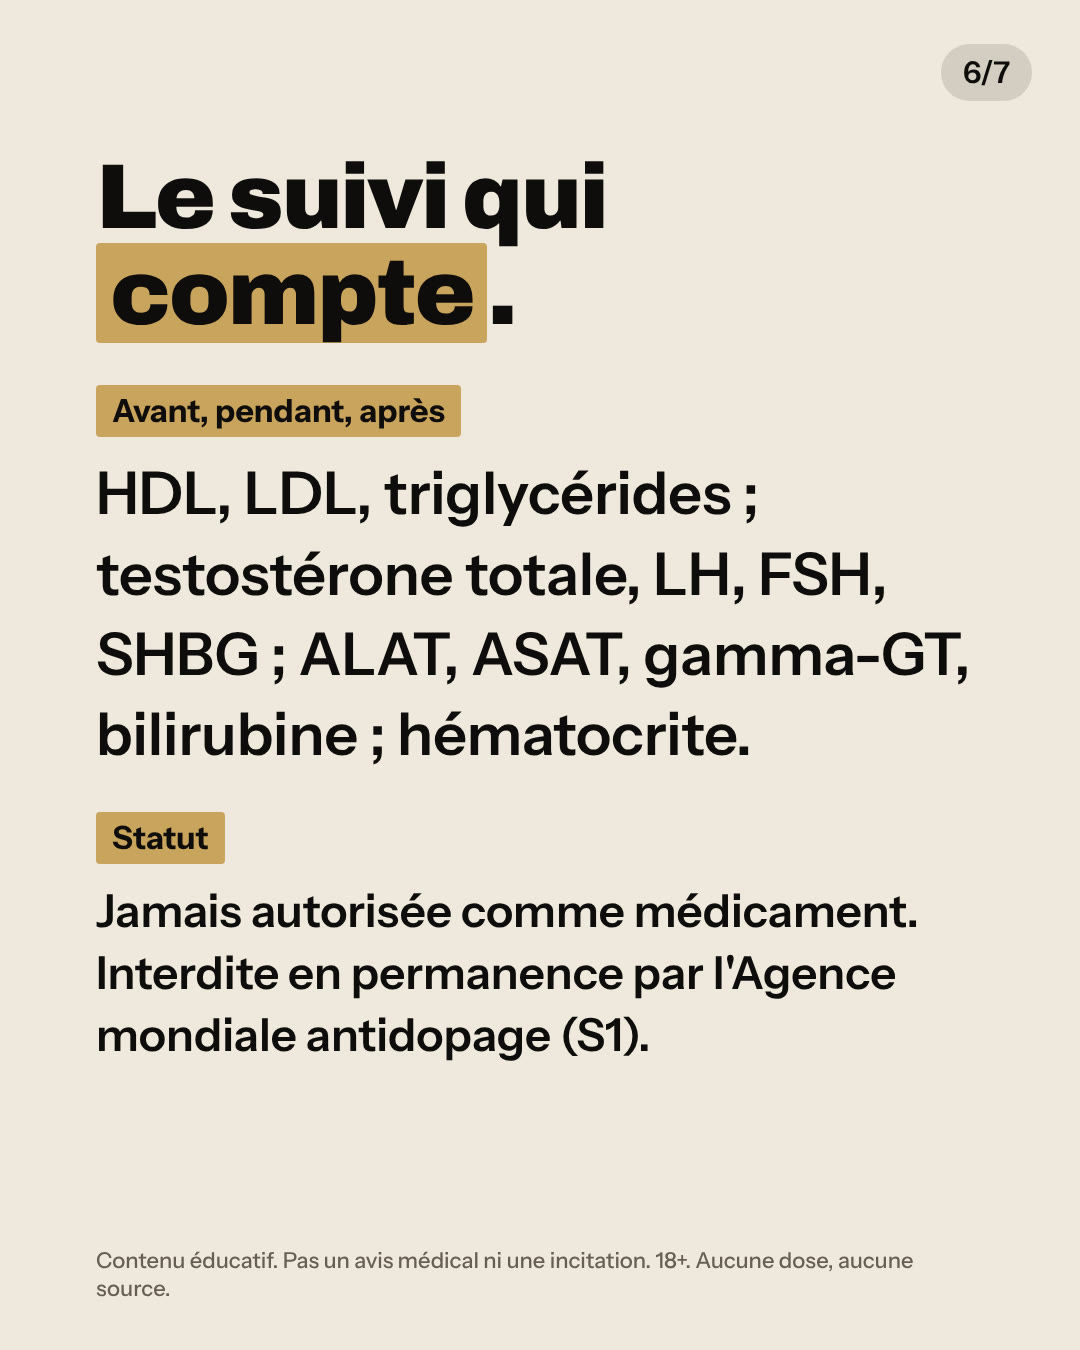 6/7
Le suivi qui
compte.
Avant, pendant, après
HDL, LDL, triglycérides ;
testostérone totale, LH, FSH,
SHBG ; ALAT, ASAT, gamma-GT,
bilirubine ; hématocrite.
Statut
Jamais autorisée comme médicament.
Interdite en permanence par l'Agence
mondiale antidopage (S1).
Contenu éducatif. Pas un avis médical ni une incitation. 18+. Aucune dose, aucune
source.